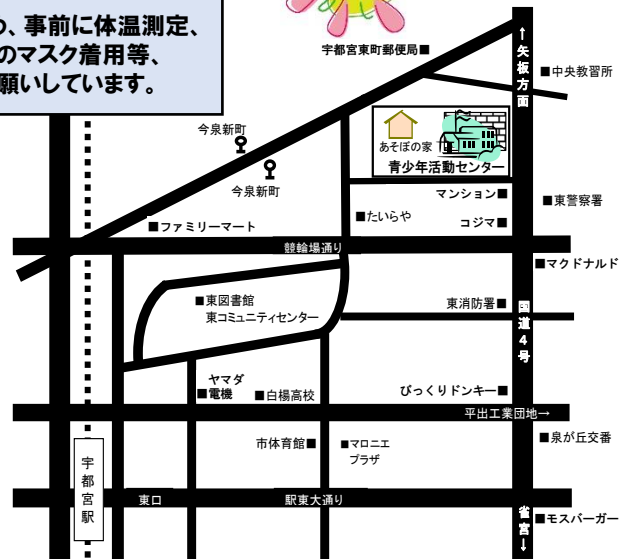 め、事前に体温測定、
のマスク着用等、
願いしています。
宇都宮東町郵便局■
↑矢板方面
■中央教習所
今泉新町
今泉新町
あそぼの家
青少年活動センター
マンション■
■東警察署
■たいらや
コジマ■
■ファミリーマート
競輪場通り
■マクドナルド
■東図書館
東コミュニティセンター
東消防署■
国道4号
ヤマダ
■電機
■白楊高校
びっくりドンキー■
平出工業団地→
市体育館■
■マロニエ
プラザ
■泉が丘交番
宇都宮駅
東口
駅東大通り
雀宮↓
■モスバーガー